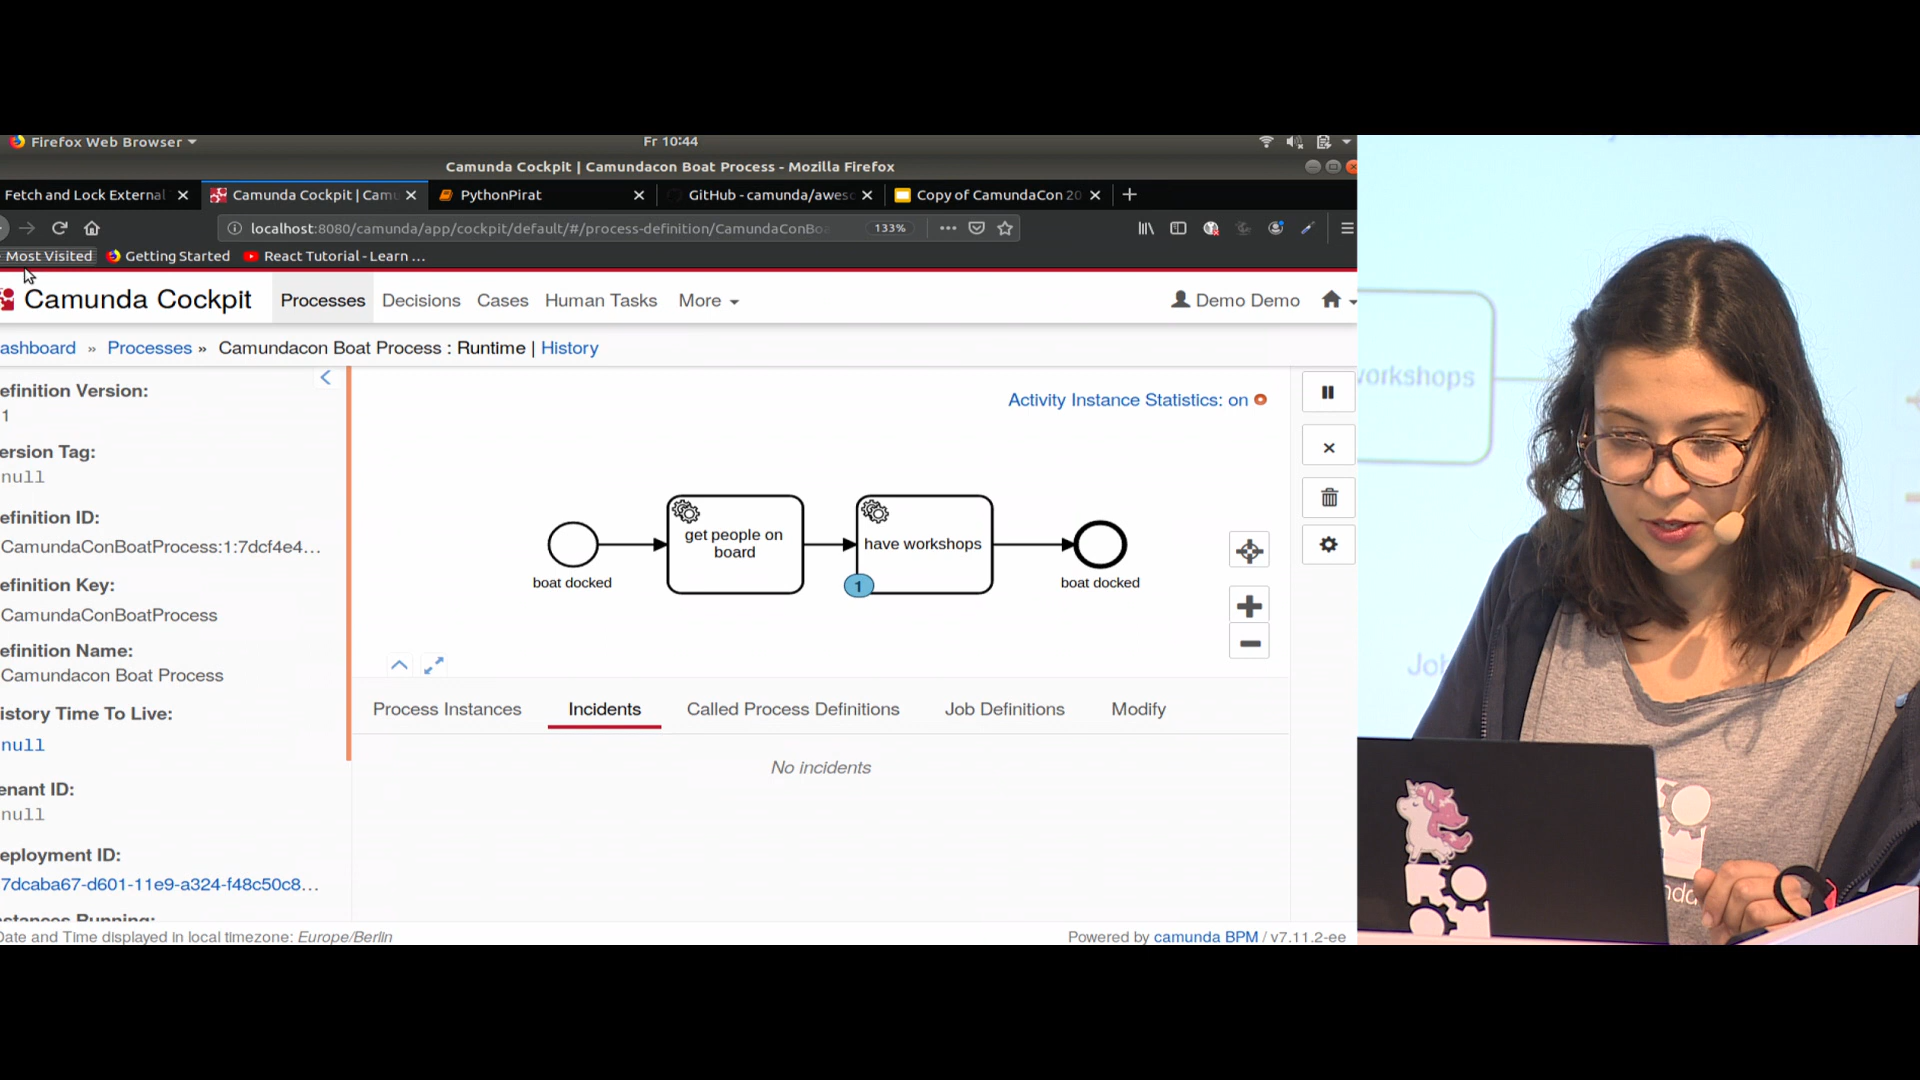 Firefox Web Browser
Fr 10:44
Camunda Cockpit | Camundacon Boat Process - Mozilla Firefox
Fetch and Lock External
Camunda Cockpit | Camu
PythonPirat
GitHub - camunda/awes
Copy of CamundaCon 20
localhost:8080/camunda/app/cockpit/default/#/process-definition/CamundaConBo
133%
Most Visited
Getting Started
React Tutorial - Learn ...
Camunda Cockpit
Processes
Decisions
Cases
Human Tasks
More
Demo Demo
ashboard » Processes » Camundacon Boat Process : Runtime | History
efinition Version:
1
ersion Tag:
null
efinition ID:
CamundaConBoatProcess:1:7dcf4e4...
efinition Key:
CamundaConBoatProcess
efinition Name:
Camundacon Boat Process
istory Time To Live:
null
enant ID:
null
eployment ID:
7dcaba67-d601-11e9-a324-f48c50c8...
nstances Running:
Activity Instance Statistics: on
get people on
board
have workshops
1
boat docked
boat docked
Process Instances
Incidents
Called Process Definitions
Job Definitions
Modify
No incidents
Date and Time displayed in local timezone: Europe/Berlin
Powered by camunda BPM / v7.11.2-ee
workshops